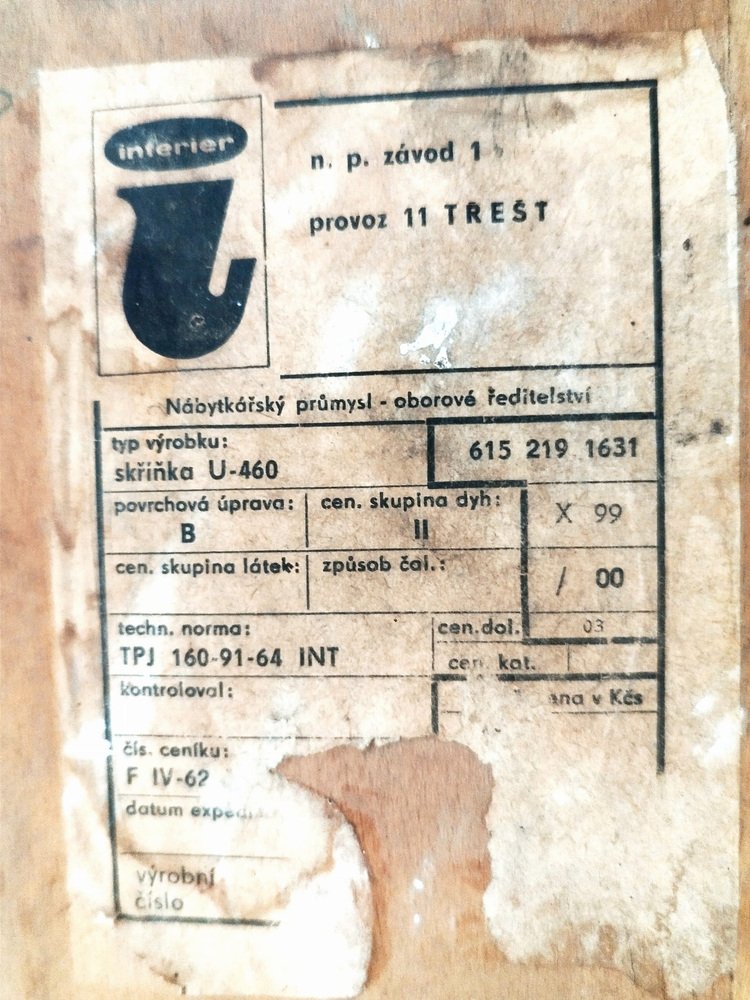 interier
n. p. závod 1
provoz 11 TŘEŠŤ
Nábytkářský průmysl - oborové ředitelství
typ výrobku:
skříňka U-460
615 219 1631
povrchová úprava:
B
cen. skupina dyh:
II
X 99
cen. skupina látek:
způsob čal.:
/ 00
techn. norma:
TPJ 160-91-64 INT
cen. dol.
03
cen. kat.
kontroloval:
v Kčs
čís. ceníku:
F IV-62
datum
výrobní
číslo